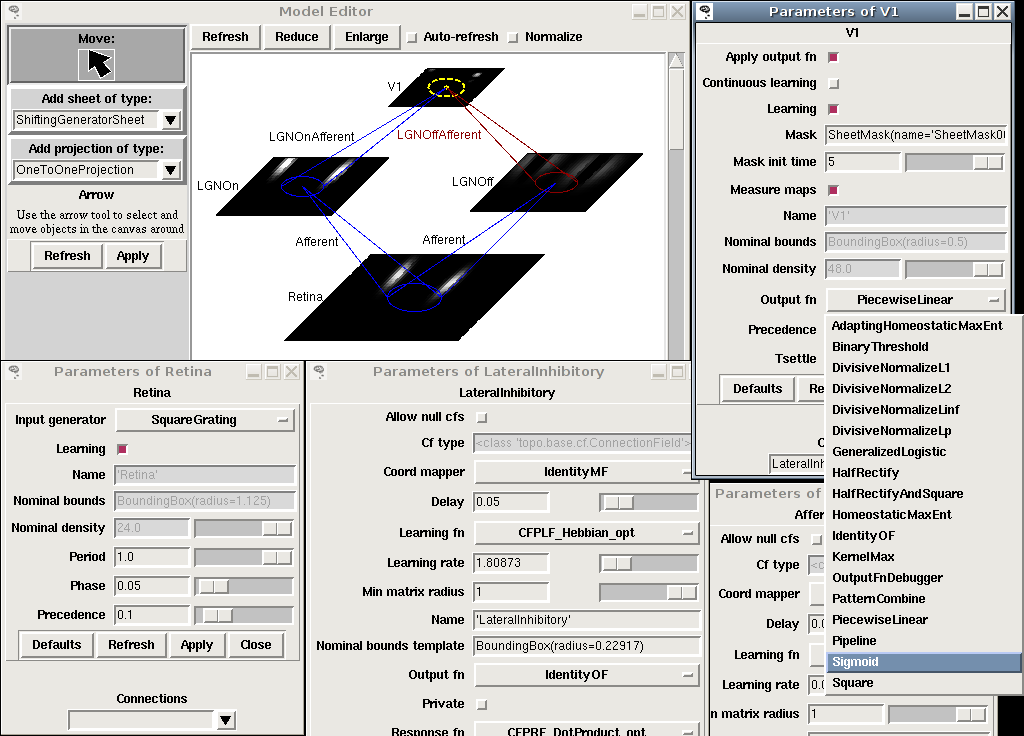 Model Editor
Move:
Add sheet of type:
ShiftingGeneratorSheet
Add projection of type:
OneToOneProjection
Arrow
Use the arrow tool to select and
move objects in the canvas around
Refresh Apply
Refresh Reduce Enlarge Auto-refresh Normalize
V1
LGNOnAfferent
LGNOffAfferent
LGNOn
LGNOff
Afferent
Afferent
Retina
Parameters of V1
V1
Apply output fn
Continuous learning
Learning
Mask SheetMask(name='SheetMask0
Mask init time 5
Measure maps
Name 'V1'
Nominal bounds BoundingBox(radius=0.5)
Nominal density 48.0
Output fn PiecewiseLinear
Precedence
Tsettle
Defaults Re
C
LateralInh
AdaptingHomeostaticMaxEnt
BinaryThreshold
DivisiveNormalizeL1
DivisiveNormalizeL2
DivisiveNormalizeLinf
DivisiveNormalizeLp
GeneralizedLogistic
HalfRectify
HalfRectifyAndSquare
HomeostaticMaxEnt
IdentityOF
KernelMax
OutputFnDebugger
PatternCombine
PiecewiseLinear
Pipeline
Sigmoid
Square
Parameters of Retina
Retina
Input generator SquareGrating
Learning
Name 'Retina'
Nominal bounds BoundingBox(radius=1.125)
Nominal density 24.0
Period 1.0
Phase 0.05
Precedence 0.1
Defaults Refresh Apply Close
Connections
Parameters of LateralInhibitory
LateralInhibitory
Allow null cfs
Cf type <class 'topo.base.cf.ConnectionField'>
Coord mapper IdentityMF
Delay 0.05
Learning fn CFPLF_Hebbian_opt
Learning rate 1.80873
Min matrix radius 1
Name 'LateralInhibitory'
Nominal bounds template BoundingBox(radius=0.22917)
Output fn IdentityOF
Private
Response fn CFPRF_DotProduct_opt
Parameters of
Affer
Allow null cfs
Cf type <c
Coord mapper
Delay 0.0
Learning fn
Learning rate 0.0
n matrix radius 1